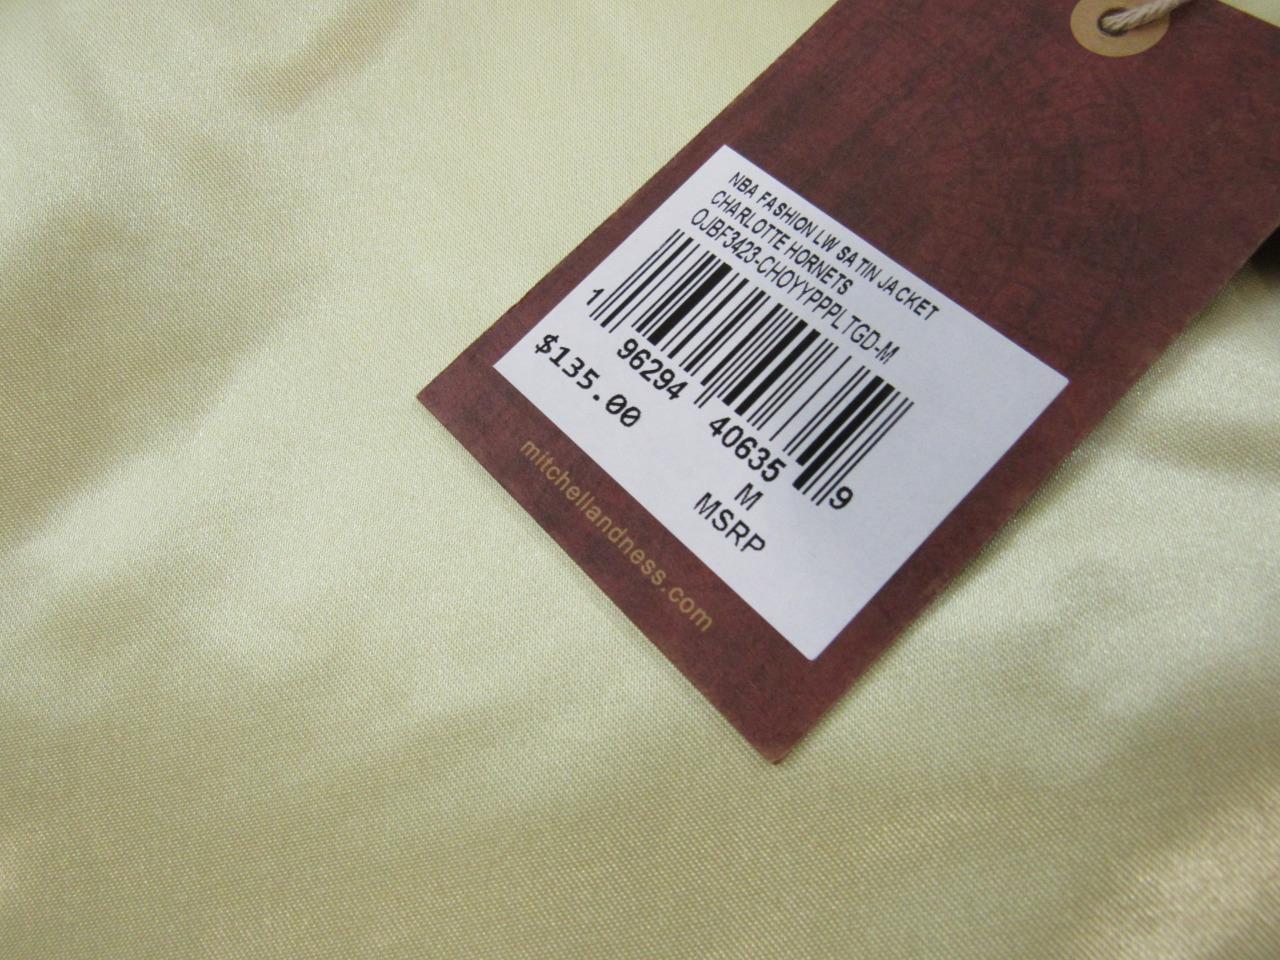 NBA FASHION LW SATIN JACKET
CHARLOTTE HORNETS
OJBF3423-CHOYYPPPLTGD-M
1 96294 40635 9
$135.00
M
MSRP
mitchellandness.com